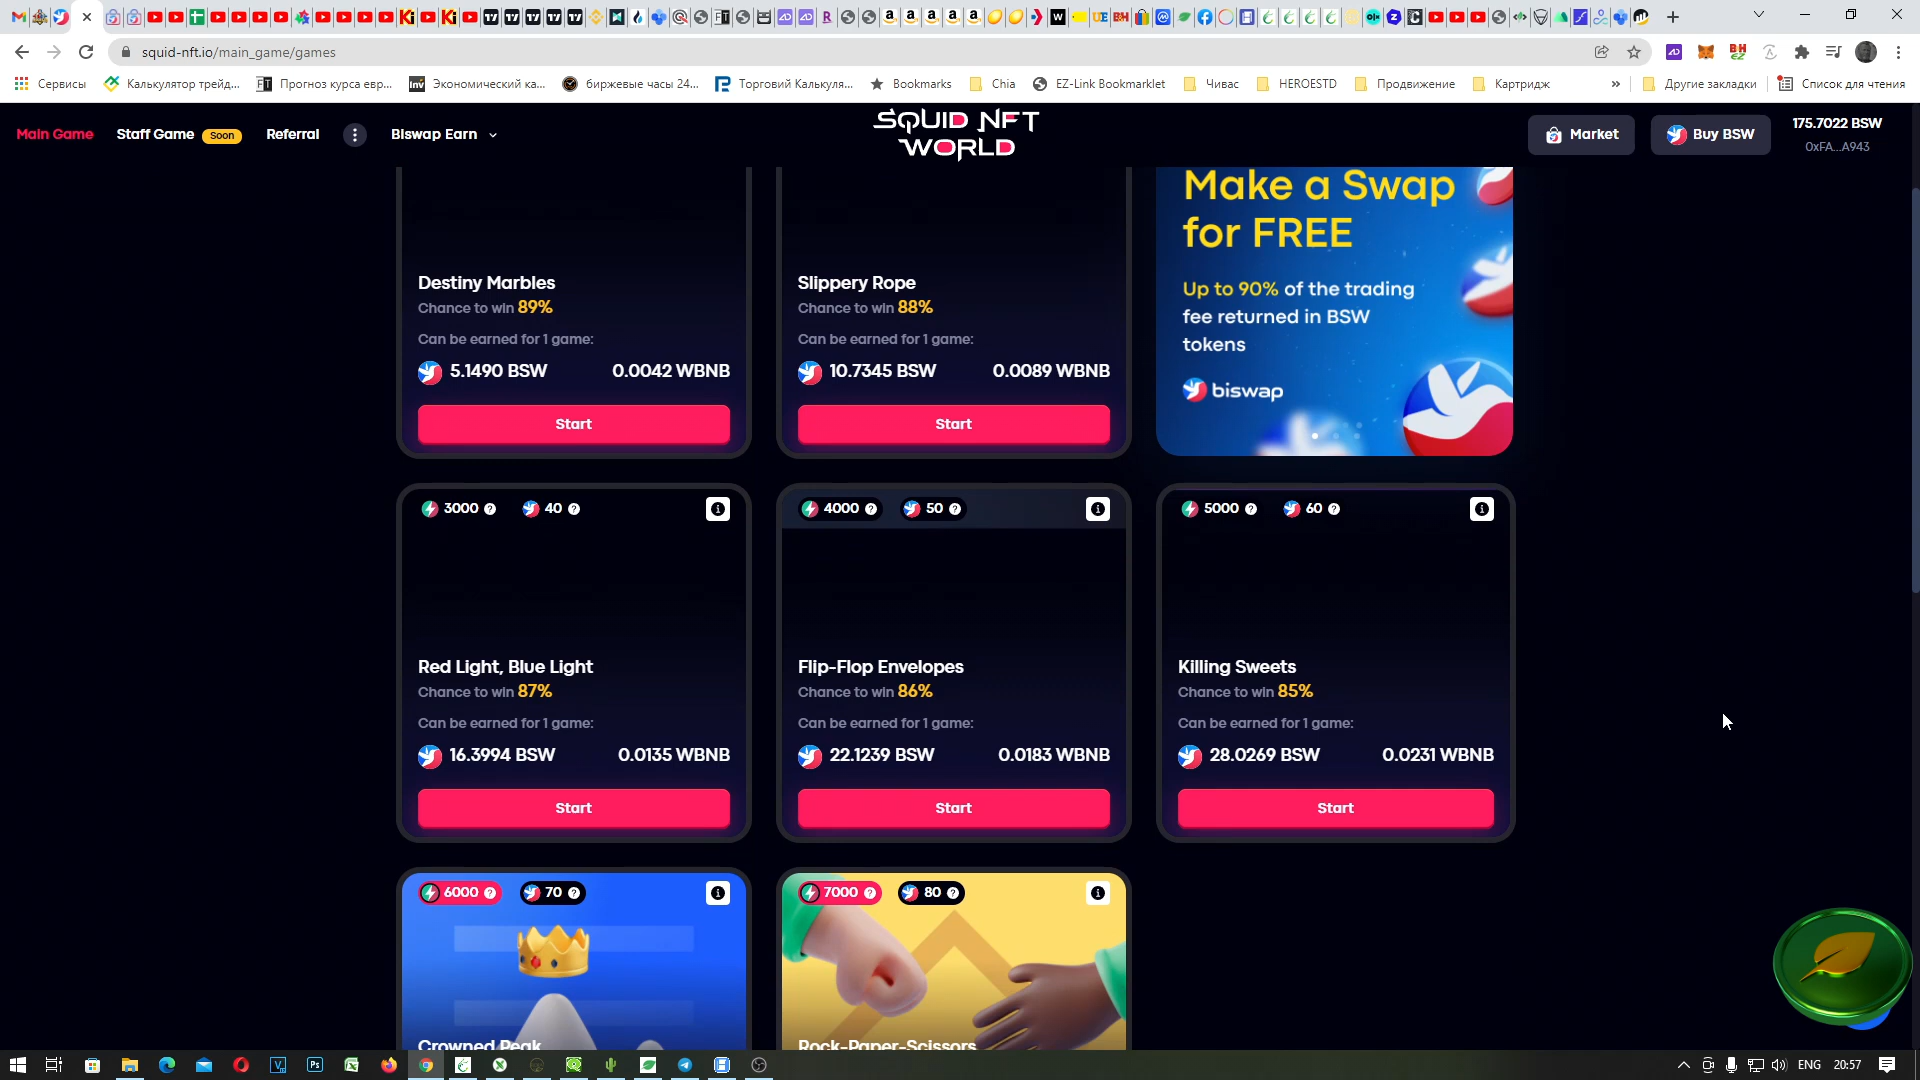 squid-nft.io/main_game/games
Сервисы
Калькулятор трейд...
Прогноз курса евр...
Экономический ка...
биржевые часы 24...
Торговий Калькуля...
Bookmarks
Chia
EZ-Link Bookmarklet
Чивас
HEROESTD
Продвижение
Картридж
»
Другие закладки
Список для чтения
Main Game
Staff Game
Soon
Referral
Biswap Earn
SQUID NFT
WORLD
Market
Buy BSW
175.7022 BSW
0xFA...A943
Destiny Marbles
Chance to win 89%
Can be earned for 1 game:
5.1490 BSW
0.0042 WBNB
Start
Slippery Rope
Chance to win 88%
Can be earned for 1 game:
10.7345 BSW
0.0089 WBNB
Start
Make a Swap
for FREE
Up to 90% of the trading
fee returned in BSW
tokens
biswap
3000 ?
40 ?
Red Light, Blue Light
Chance to win 87%
Can be earned for 1 game:
16.3994 BSW
0.0135 WBNB
Start
4000 ?
50 ?
Flip-Flop Envelopes
Chance to win 86%
Can be earned for 1 game:
22.1239 BSW
0.0183 WBNB
Start
5000 ?
60 ?
Killing Sweets
Chance to win 85%
Can be earned for 1 game:
28.0269 BSW
0.0231 WBNB
Start
6000 ?
70 ?
Crowned Peak
7000 ?
80 ?
Rock-Paper-Scissors
ENG
20:57